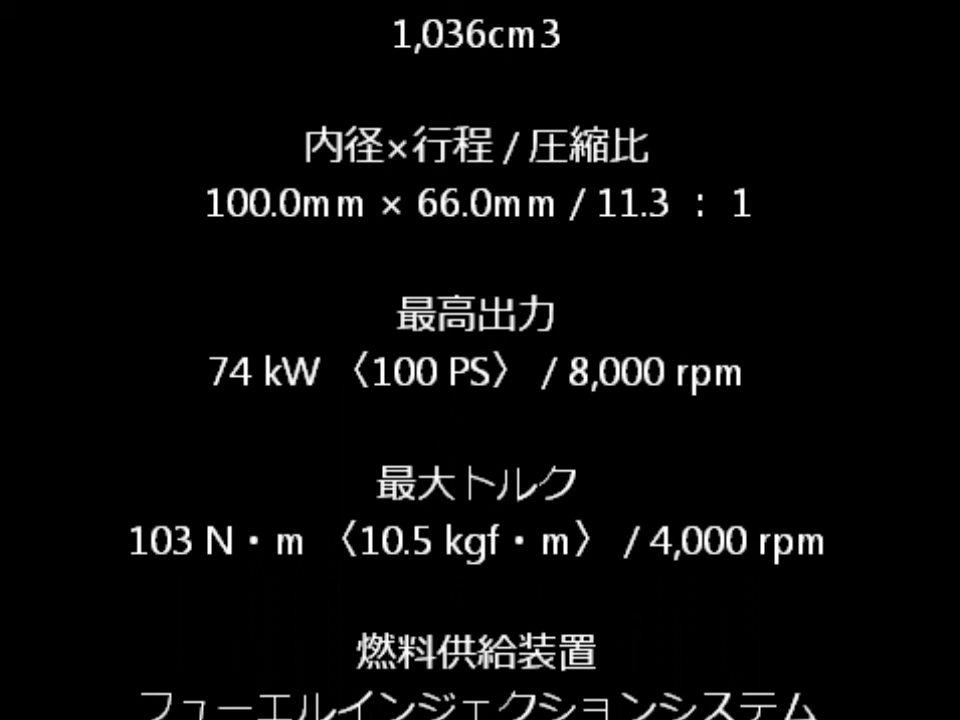 1,036cm3
内径×行程 / 圧縮比
100.0mm × 66.0mm / 11.3 : 1
最高出力
74 kW 〈100 PS〉 / 8,000 rpm
最大トルク
103 N・m 〈10.5 kgf・m〉 / 4,000 rpm
燃料供給装置
フューエルインジェクションシステム